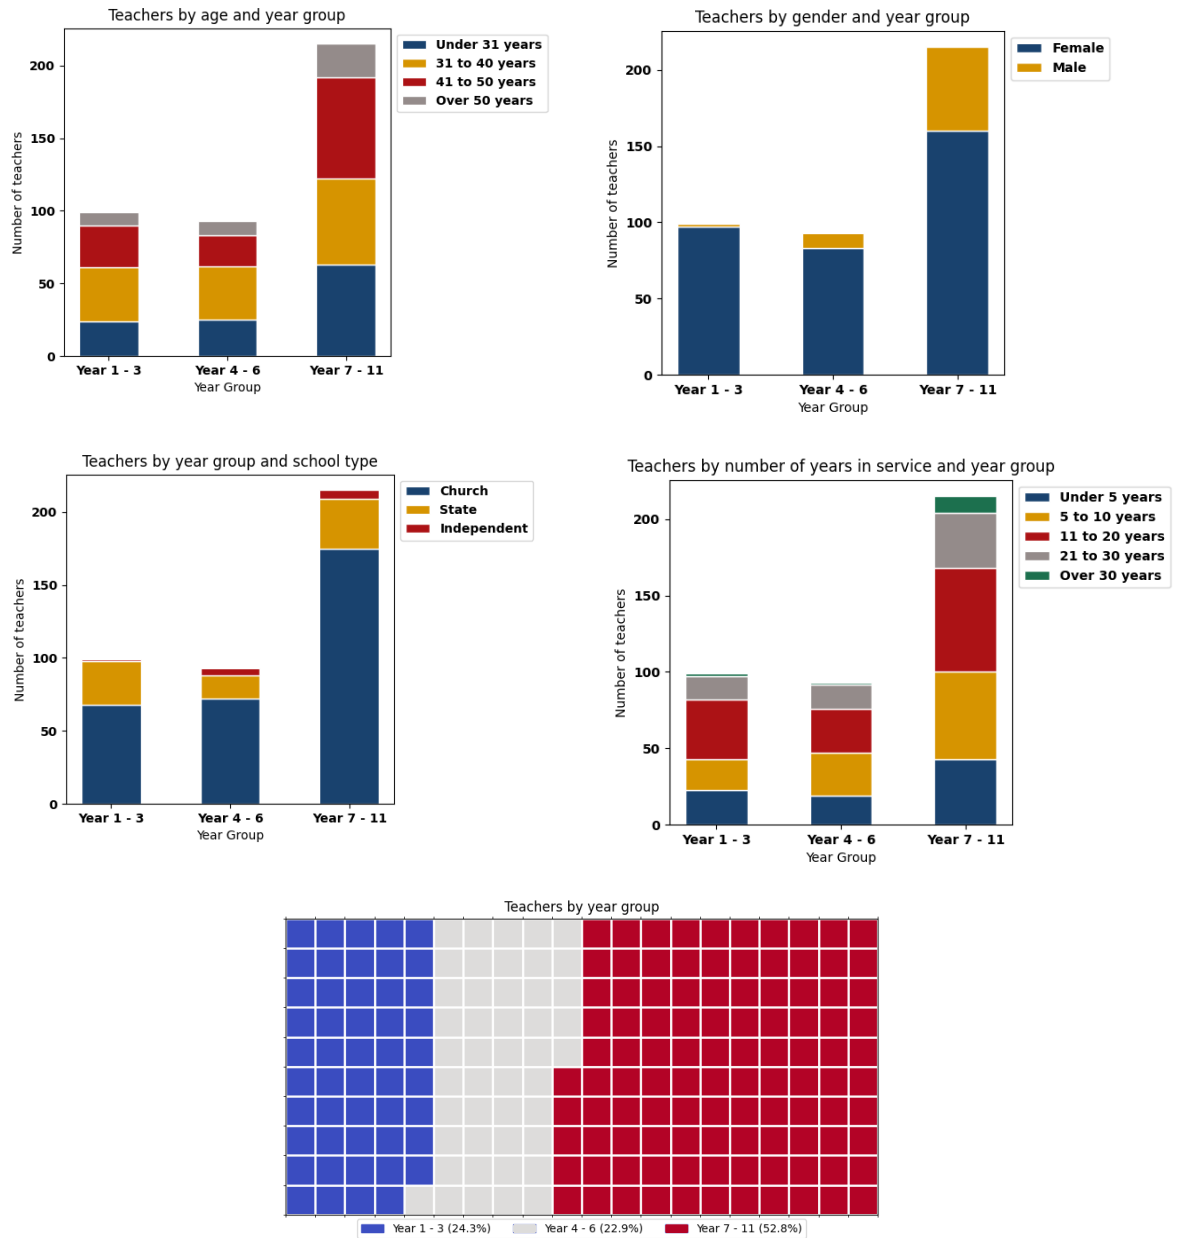 Teachers by age and year group
Number of teachers
200
150
100
50
0
Year 1 - 3 Year 4 - 6 Year 7 - 11
Year Group
Under 31 years
31 to 40 years
41 to 50 years
Over 50 years
Teachers by gender and year group
Number of teachers
200
150
100
50
0
Year 1 - 3 Year 4 - 6 Year 7 - 11
Year Group
Female
Male
Teachers by year group and school type
Number of teachers
200
150
100
50
0
Year 1 - 3 Year 4 - 6 Year 7 - 11
Year Group
Church
State
Independent
Teachers by number of years in service and year group
Number of teachers
200
150
100
50
0
Year 1 - 3 Year 4 - 6 Year 7 - 11
Year Group
Under 5 years
5 to 10 years
11 to 20 years
21 to 30 years
Over 30 years
Teachers by year group
Year 1 - 3 (24.3%) Year 4 - 6 (22.9%) Year 7 - 11 (52.8%)